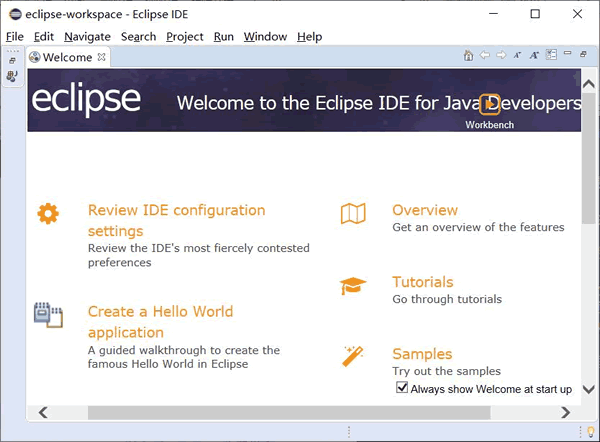 eclipse-workspace - Eclipse IDE
File Edit Navigate Search Project Run Window Help
Welcome
eclipse
Welcome to the Eclipse IDE for Java Developers
Workbench
Review IDE configuration
settings
Review the IDE's most fiercely contested
preferences
Overview
Get an overview of the features
Tutorials
Go through tutorials
Create a Hello World
application
A guided walkthrough to create the
famous Hello World in Eclipse
Samples
Try out the samples
Always show Welcome at start up